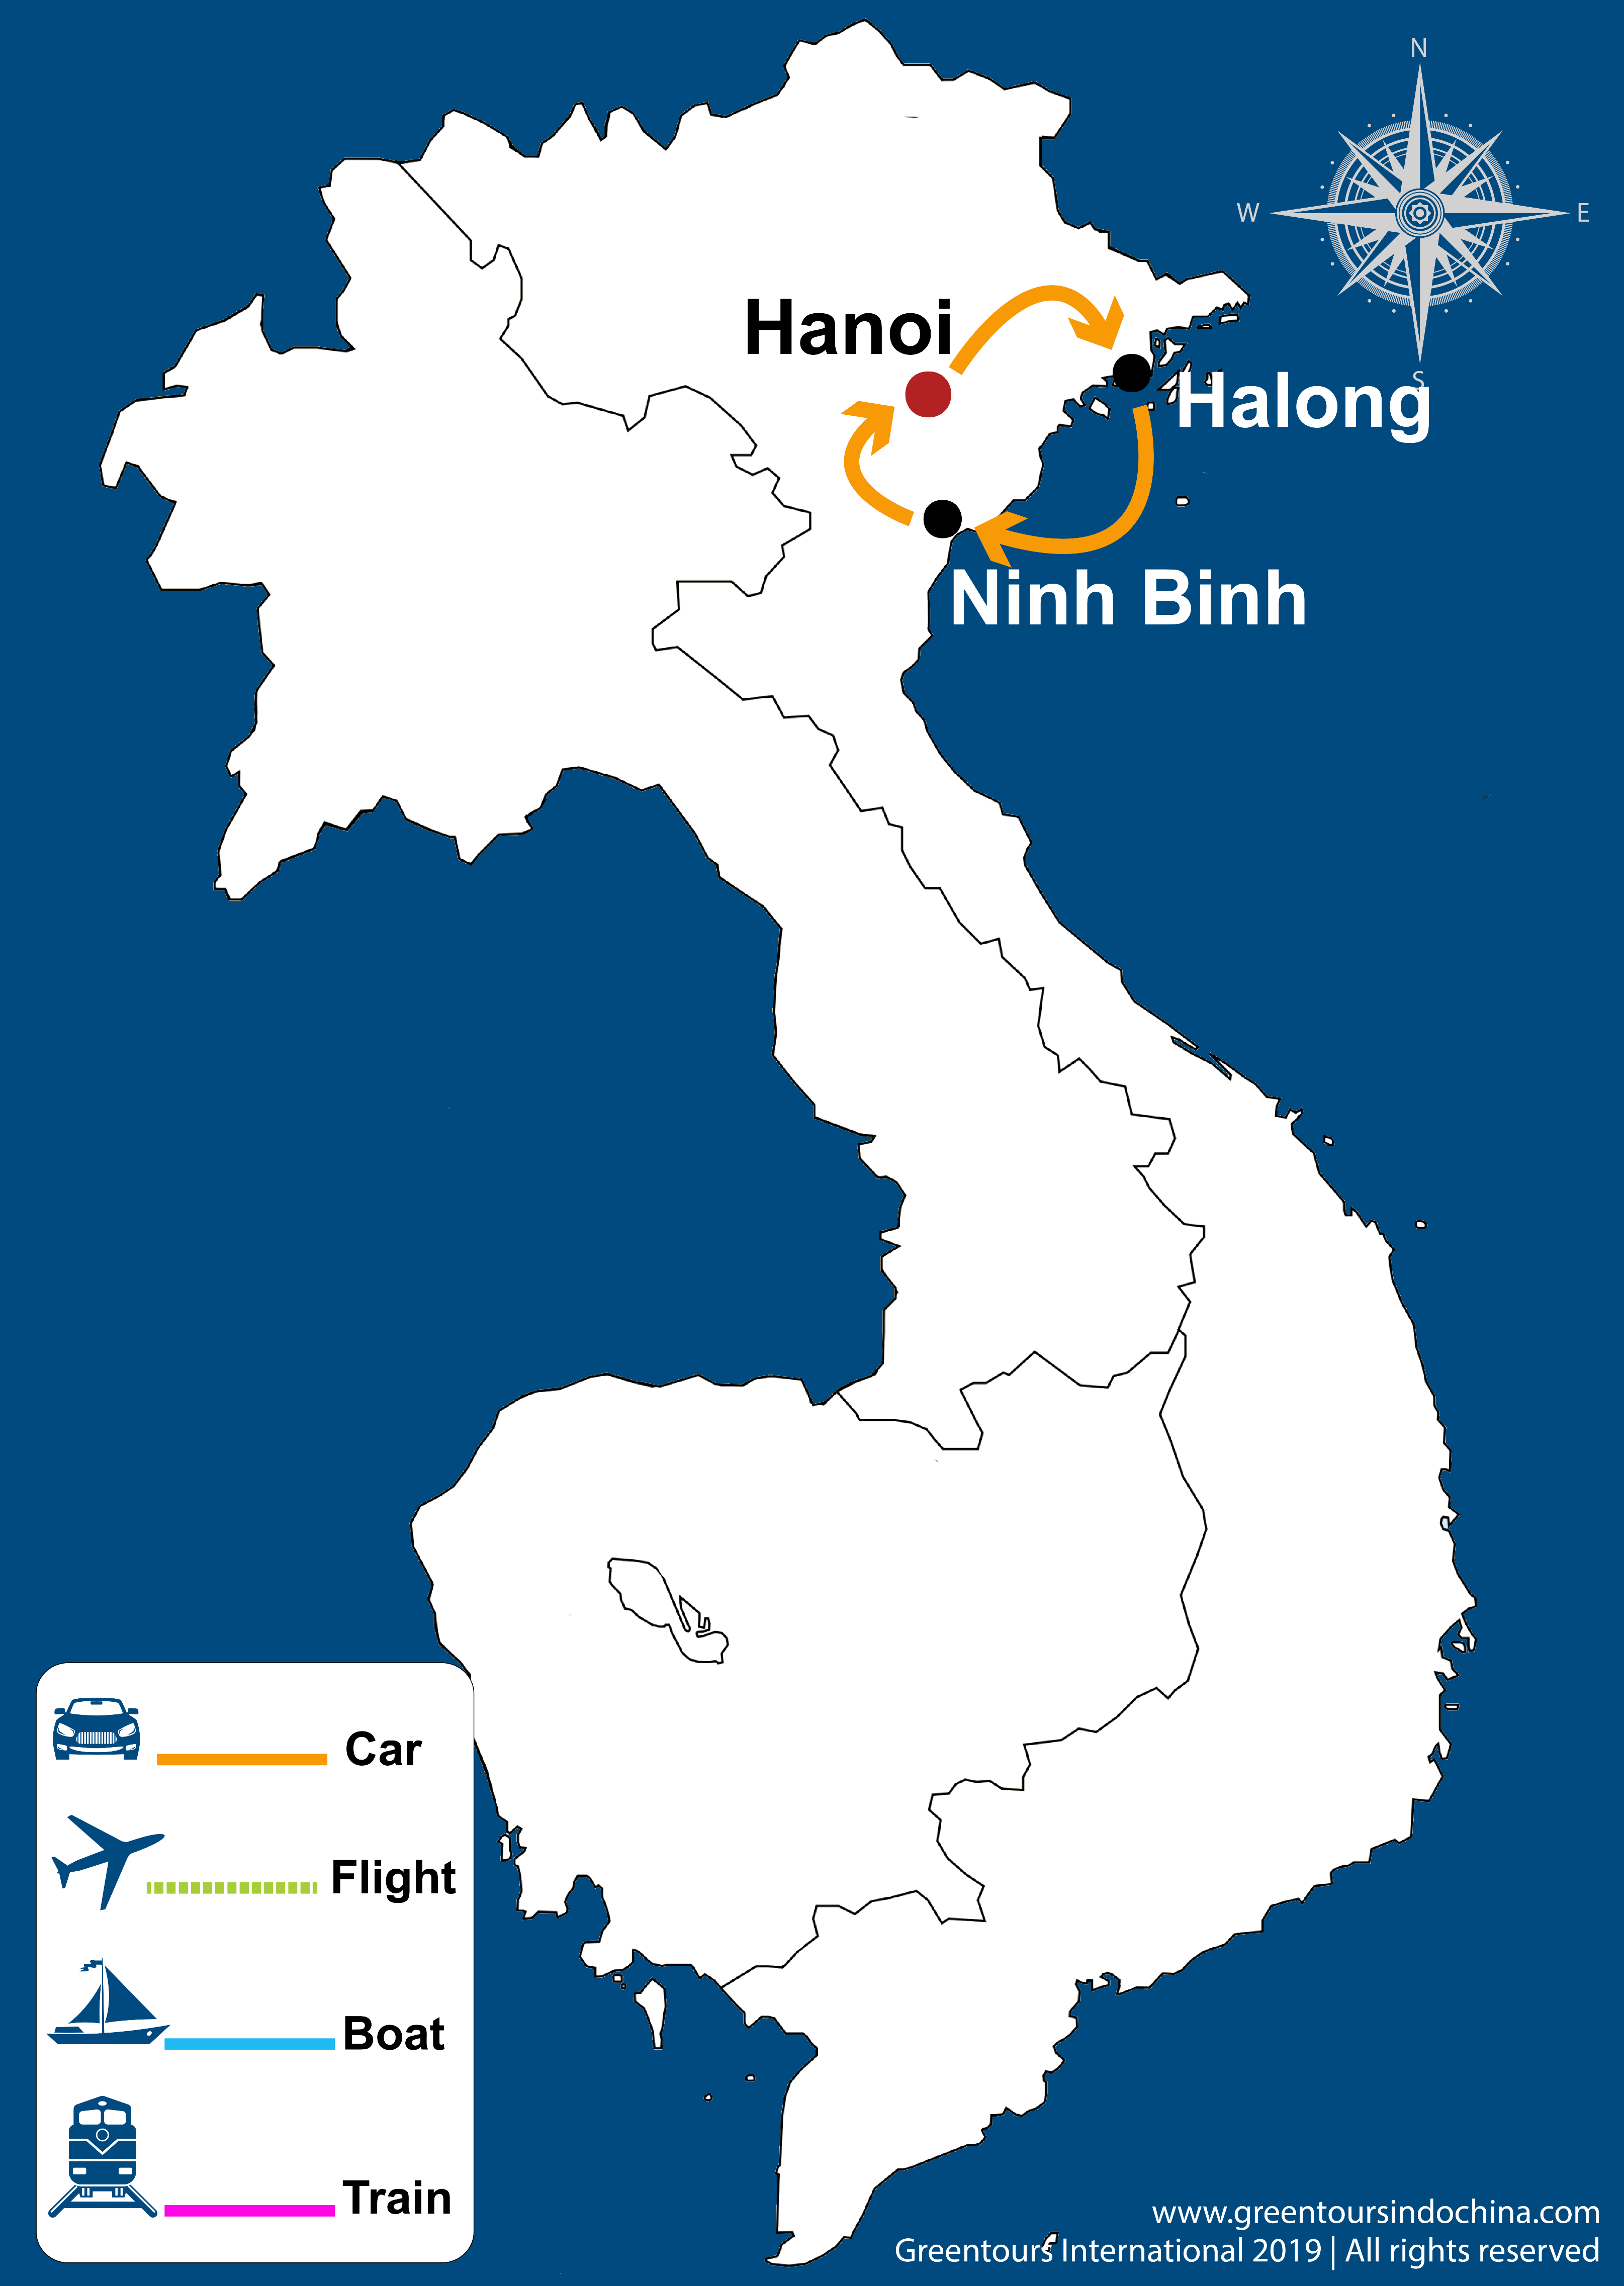 N
W
E
S
Hanoi
Halong
Ninh Binh
Car
Flight
Boat
Train
www.greentoursindochina.com
Greentours International 2019 | All rights reserved